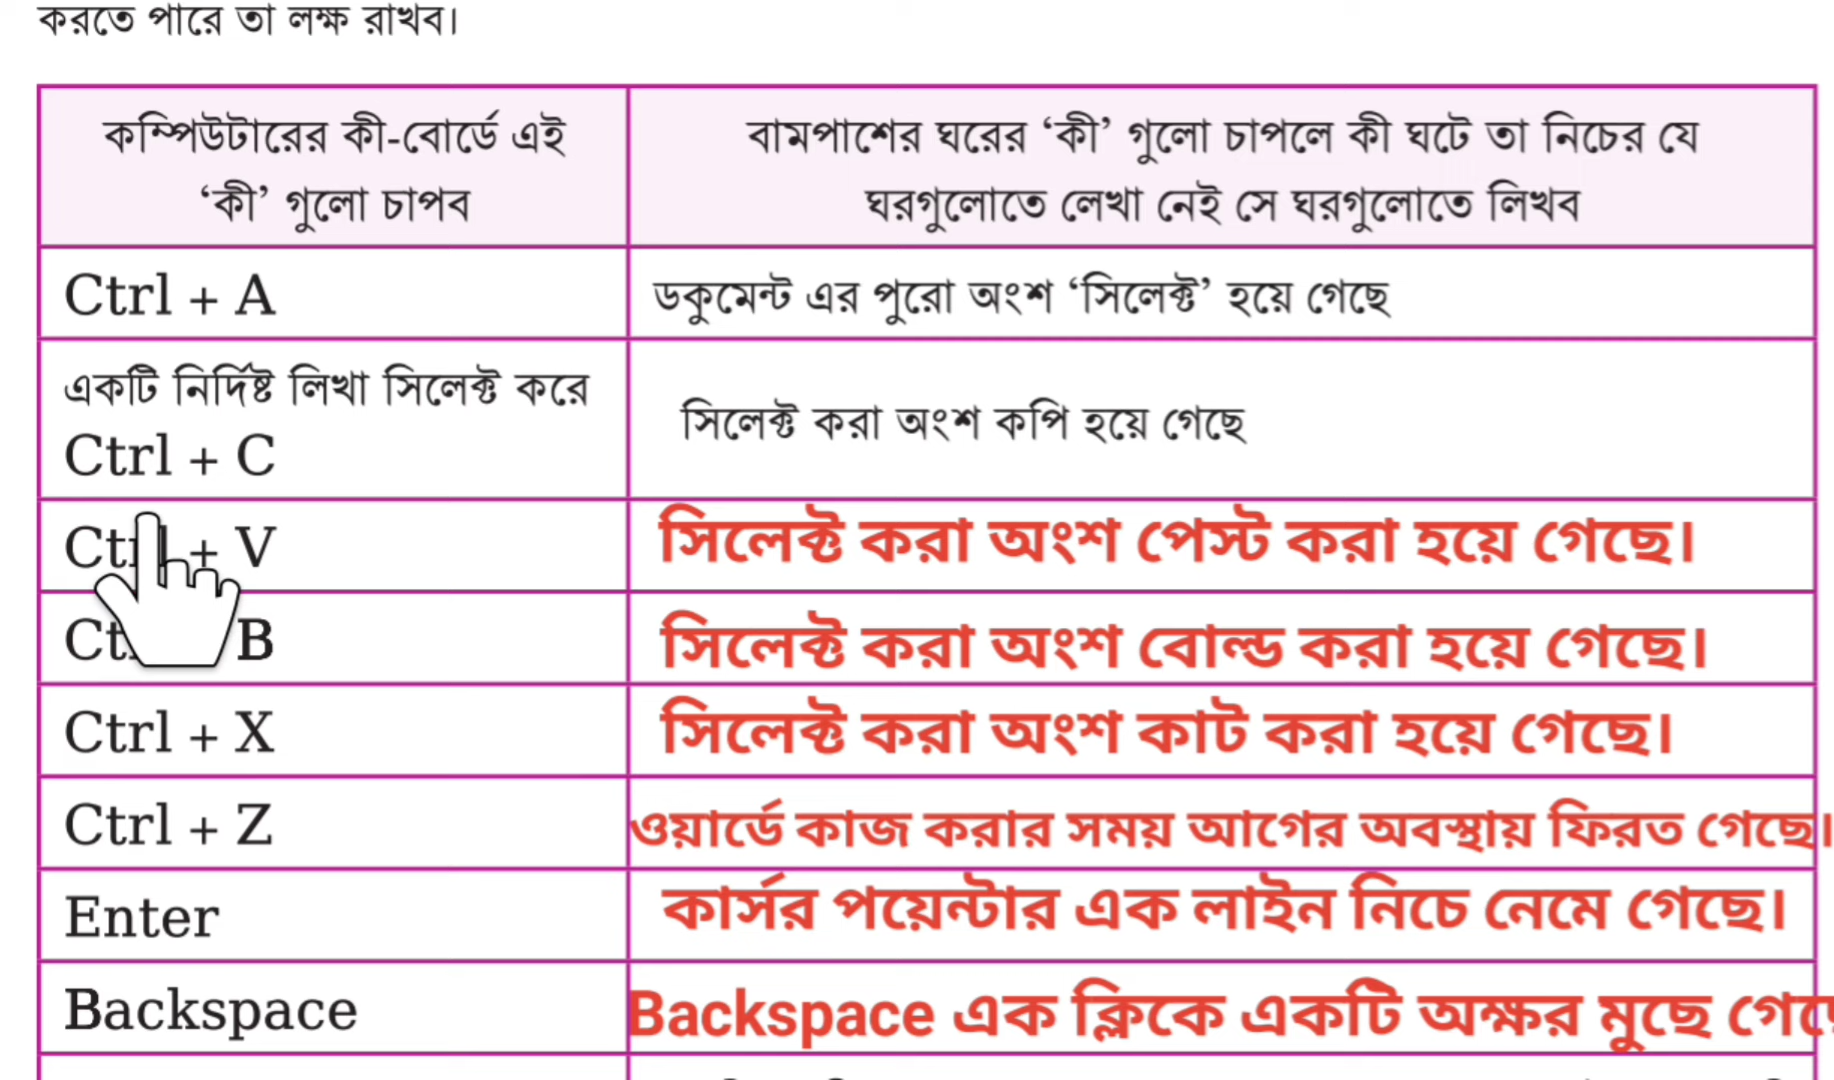 করতে পারে তা লক্ষ রাখব।
কম্পিউটারের কী-বোর্ডে এই
‘কী’ গুলো চাপব
বামপাশের ঘরের ‘কী’ গুলো চাপলে কী ঘটে তা নিচের যে
ঘরগুলোতে লেখা নেই সে ঘরগুলোতে লিখব
Ctrl + A
ডকুমেন্ট এর পুরো অংশ ‘সিলেক্ট’ হয়ে গেছে
একটি নির্দিষ্ট লিখা সিলেক্ট করে
Ctrl + C
সিলেক্ট করা অংশ কপি হয়ে গেছে
Ctrl + V
সিলেক্ট করা অংশ পেস্ট করা হয়ে গেছে।
B
সিলেক্ট করা অংশ বোল্ড করা হয়ে গেছে।
Ctrl + X
সিলেক্ট করা অংশ কাট করা হয়ে গেছে।
Ctrl + Z
ওয়ার্ডে কাজ করার সময় আগের অবস্থায় ফিরত গেছে।
Enter
কার্সর পয়েন্টার এক লাইন নিচে নেমে গেছে।
Backspace
Backspace এক ক্লিকে একটি অক্ষর মুছে